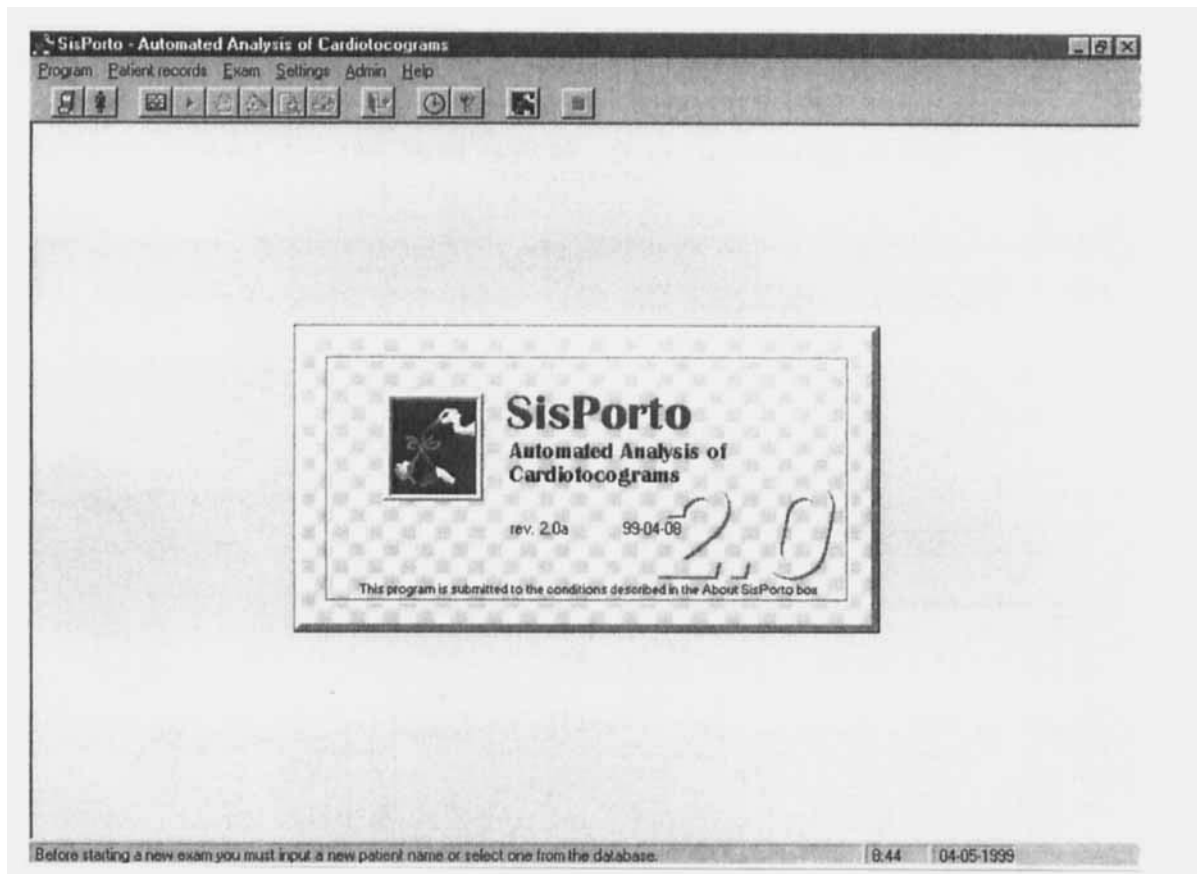 SisPorto - Automated Analysis of Cardiotocograms
Program Patient records Exam Settings Admin Help
SisPorto
Automated Analysis of
Cardiotocograms
2.0
rev. 2.0a 99-04-08
This program is submitted to the conditions described in the About SisPorto box
Before starting a new exam you must input a new patient name or select one from the database. 8:44 04-05-1999